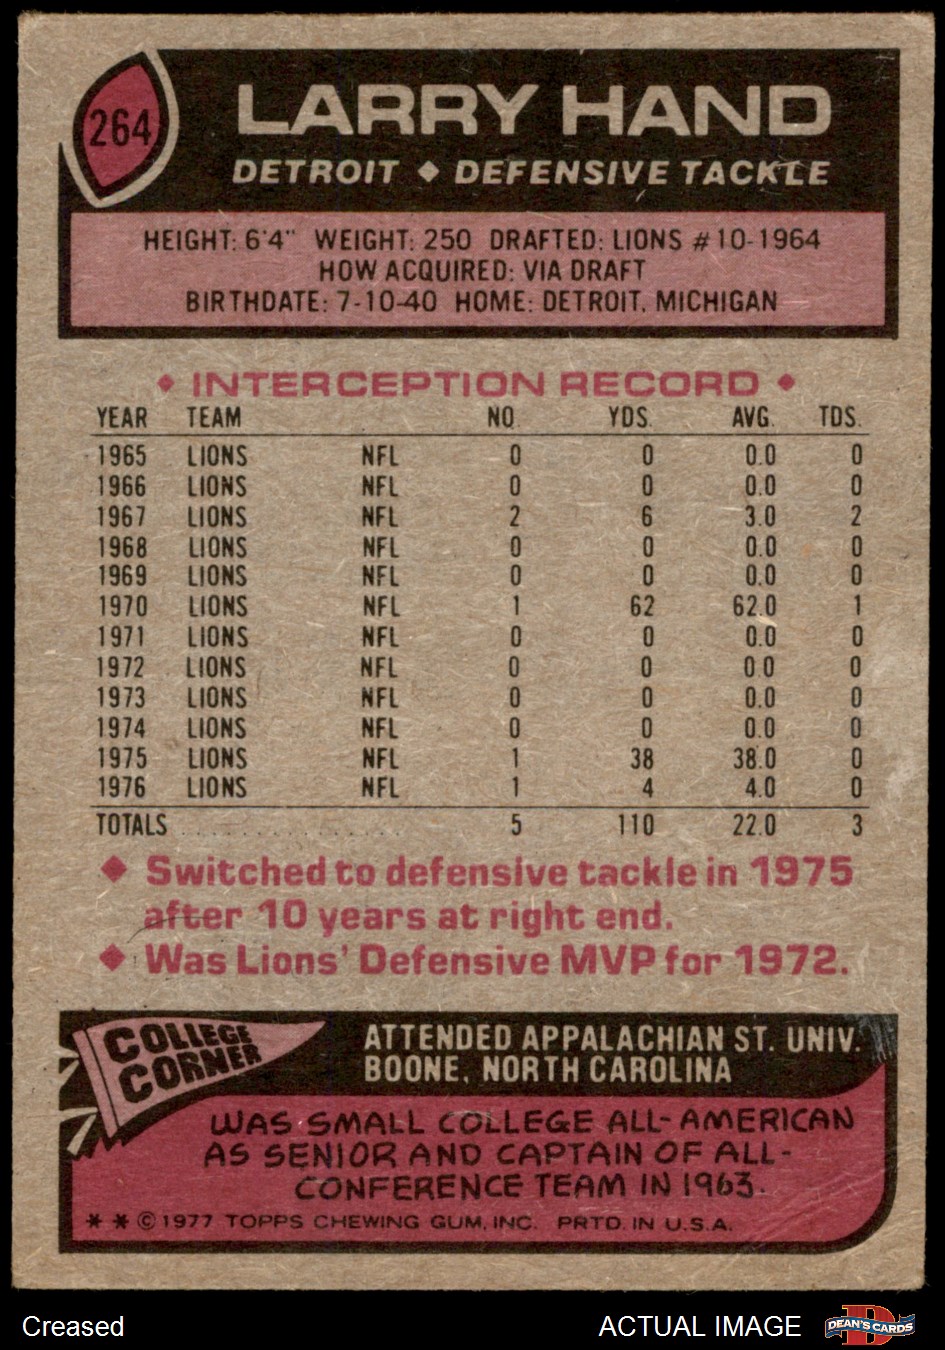 264
LARRY HAND
DETROIT ◆ DEFENSIVE TACKLE
HEIGHT: 6'4" WEIGHT: 250 DRAFTED: LIONS #10-1964
HOW ACQUIRED: VIA DRAFT
BIRTHDATE: 7-10-40 HOME: DETROIT, MICHIGAN
◆ INTERCEPTION RECORD ◆
YEAR TEAM NO. YDS. AVG. TDS.
1965 LIONS NFL 0 0 0.0 0
1966 LIONS NFL 0 0 0.0 0
1967 LIONS NFL 2 6 3.0 2
1968 LIONS NFL 0 0 0.0 0
1969 LIONS NFL 0 0 0.0 0
1970 LIONS NFL 1 62 62.0 1
1971 LIONS NFL 0 0 0.0 0
1972 LIONS NFL 0 0 0.0 0
1973 LIONS NFL 0 0 0.0 0
1974 LIONS NFL 0 0 0.0 0
1975 LIONS NFL 1 38 38.0 0
1976 LIONS NFL 1 4 4.0 0
TOTALS . . . . . . . . . . . . . . 5 110 22.0 3
◆ Switched to defensive tackle in 1975
after 10 years at right end.
◆ Was Lions' Defensive MVP for 1972.
COLLEGE
CORNER
ATTENDED APPALACHIAN ST. UNIV.
BOONE, NORTH CAROLINA
WAS SMALL COLLEGE ALL-AMERICAN
AS SENIOR AND CAPTAIN OF ALL-
CONFERENCE TEAM IN 1963.
* * © 1977 TOPPS CHEWING GUM, INC. PRTD. IN U.S.A.
Creased
ACTUAL IMAGE
DEAN'S CARDS